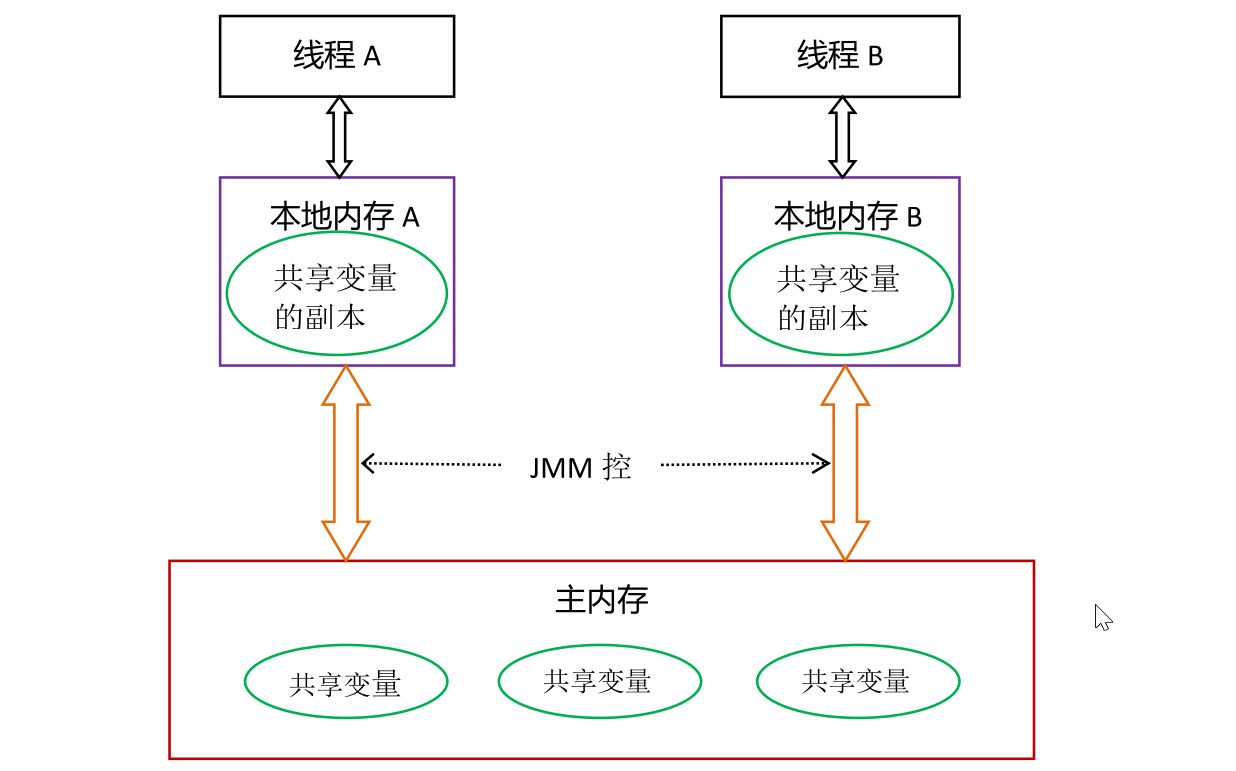 线程 A
线程 B
本地内存 A
共享变量
的副本
本地内存 B
共享变量
的副本
JMM 控
主内存
共享变量
共享变量
共享变量